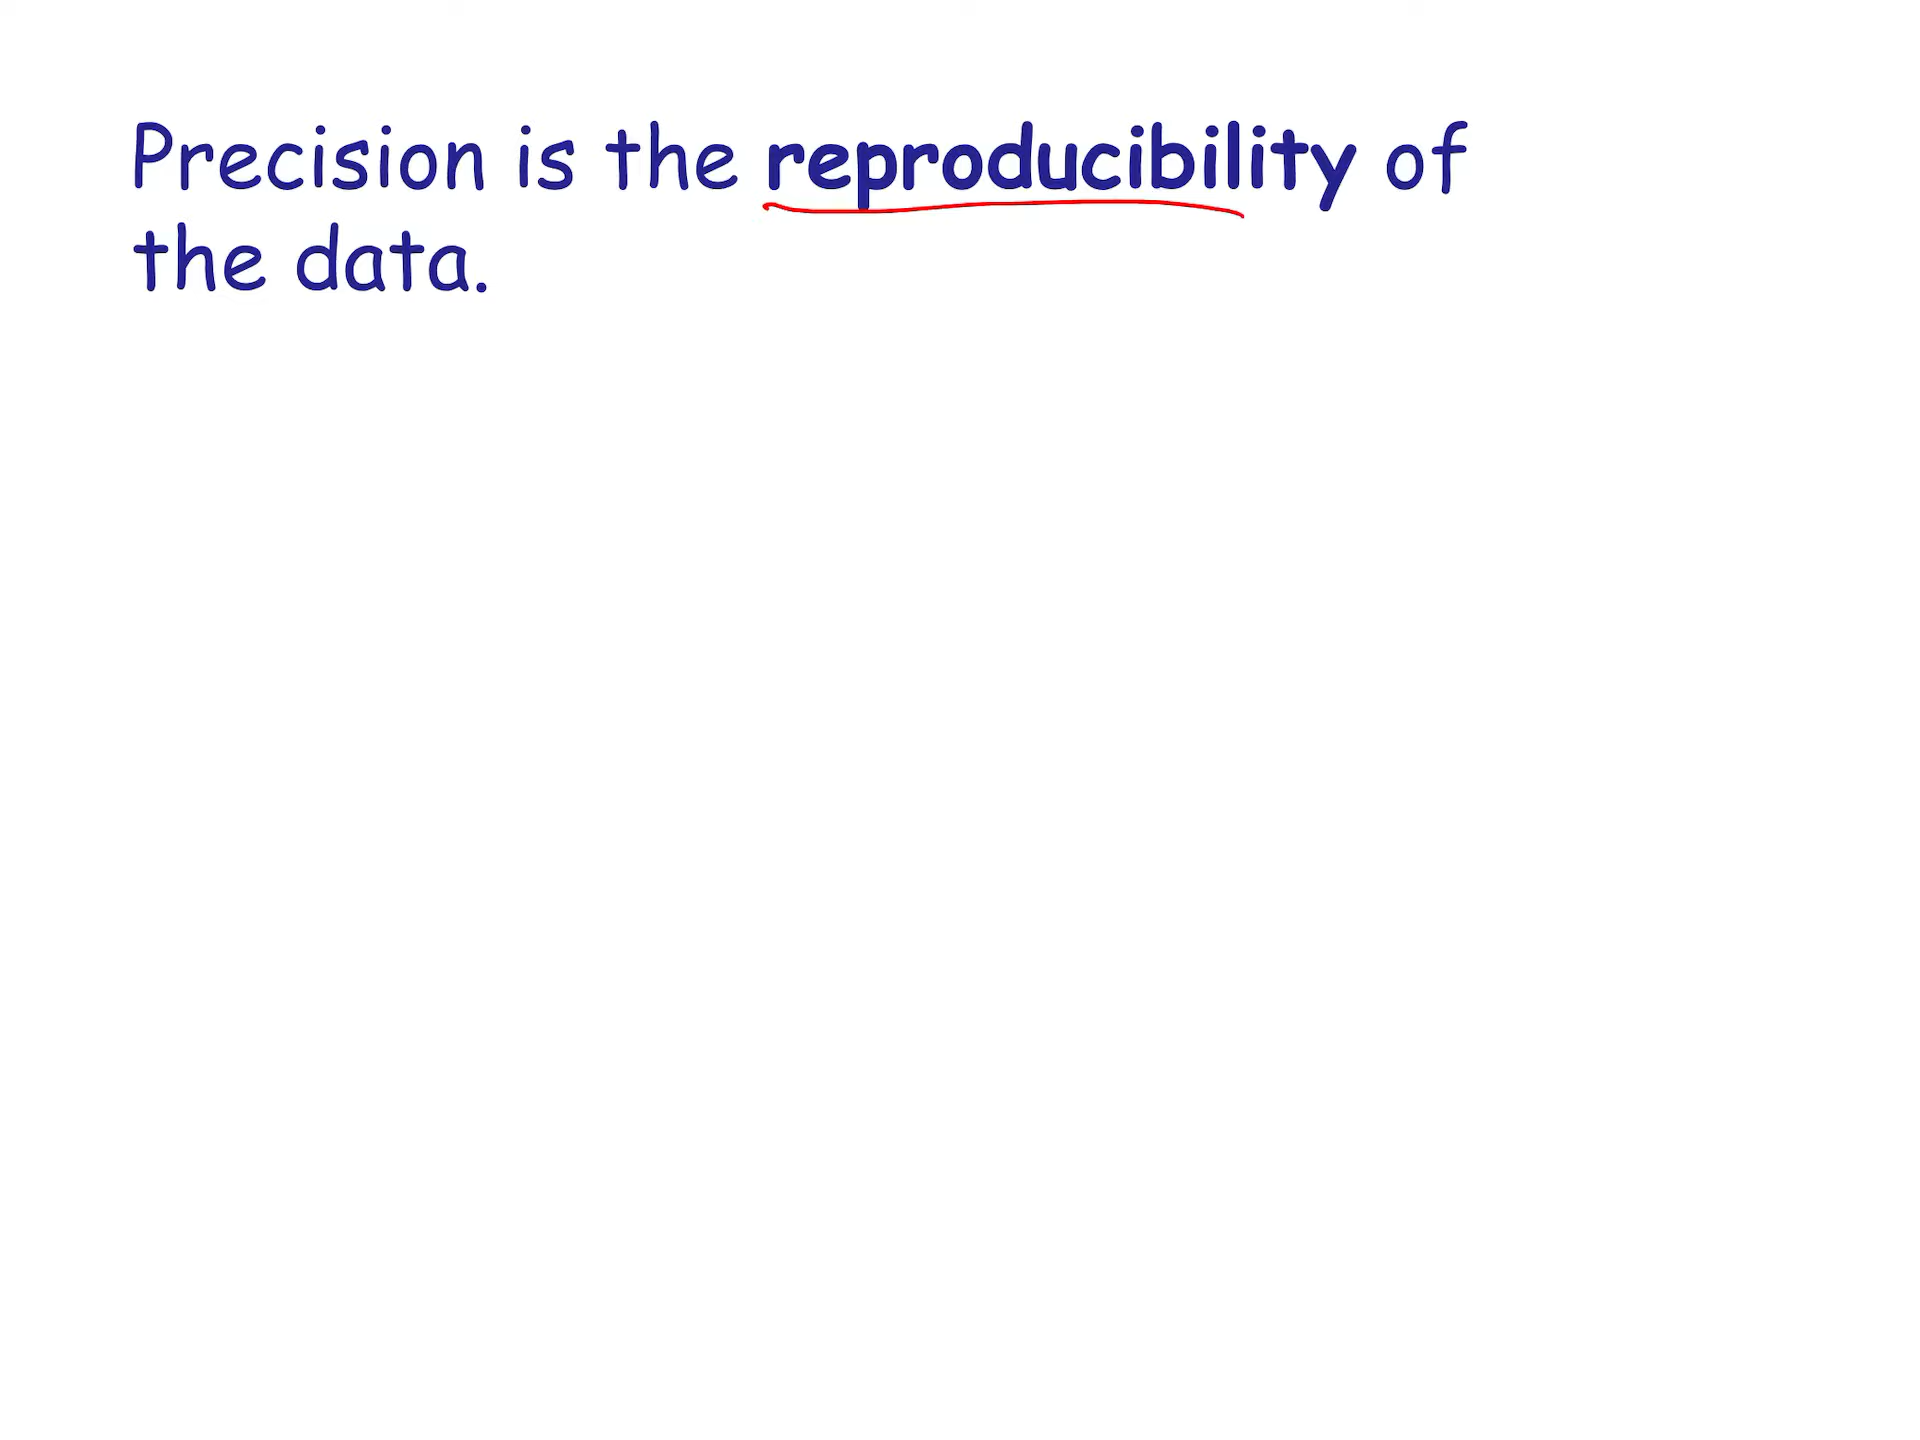 Precision is the reproducibility of
the data.